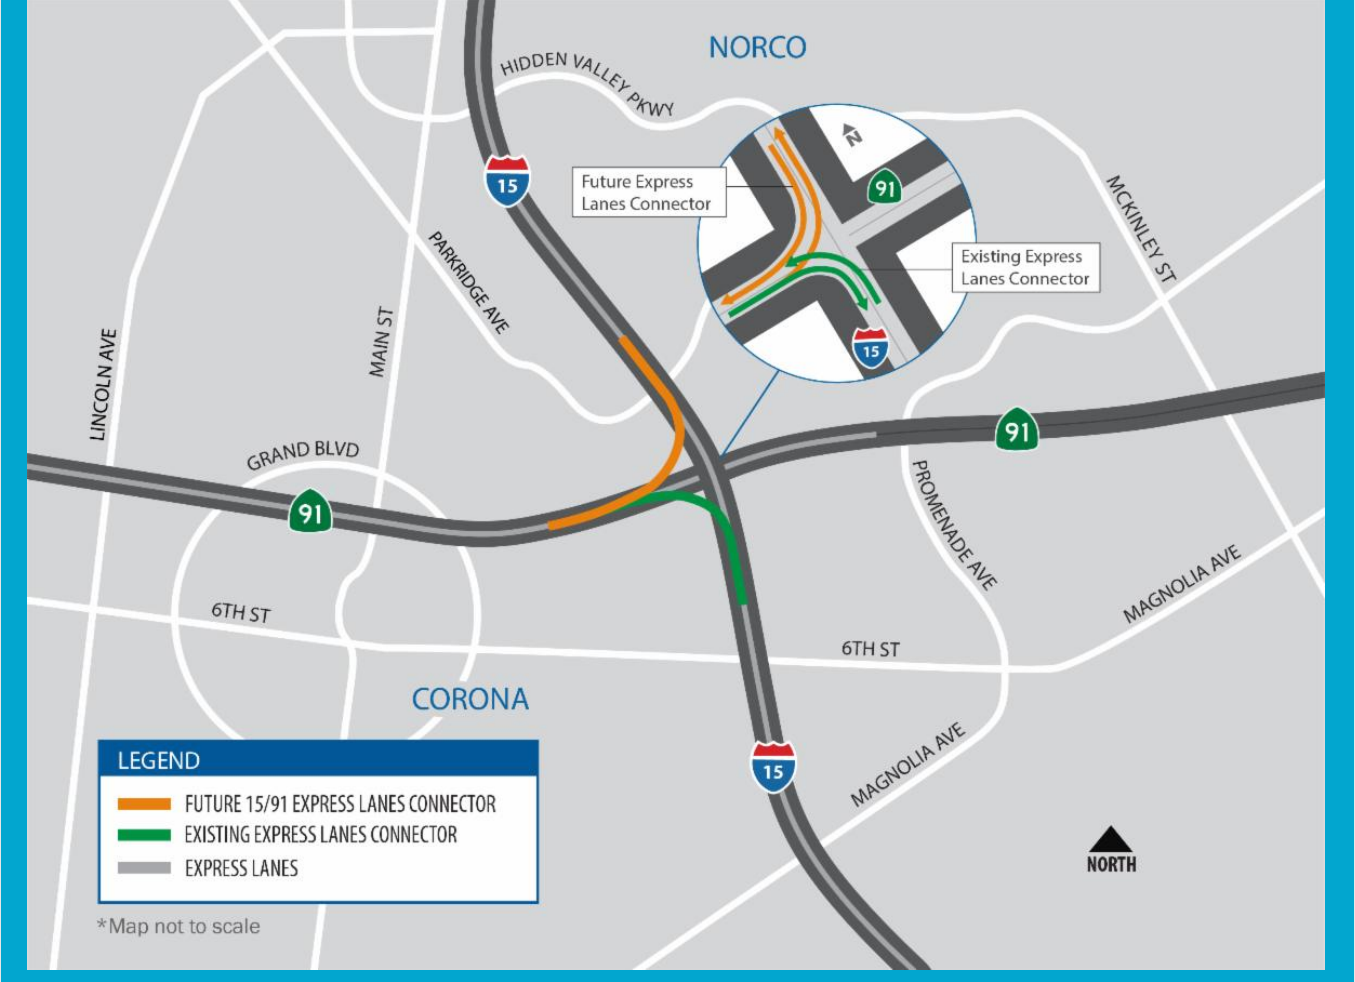 NORCO
HIDDEN VALLEY PKWY
15
Future Express
Lanes Connector
N
91
Existing Express
Lanes Connector
15
MCKINLEY ST
PARKRIDGE AVE
MAIN ST
LINCOLN AVE
GRAND BLVD
91
91
PROMENADE AVE
MAGNOLIA AVE
6TH ST
6TH ST
CORONA
MAGNOLIA AVE
15
NORTH
LEGEND
FUTURE 15/91 EXPRESS LANES CONNECTOR
EXISTING EXPRESS LANES CONNECTOR
EXPRESS LANES
*Map not to scale